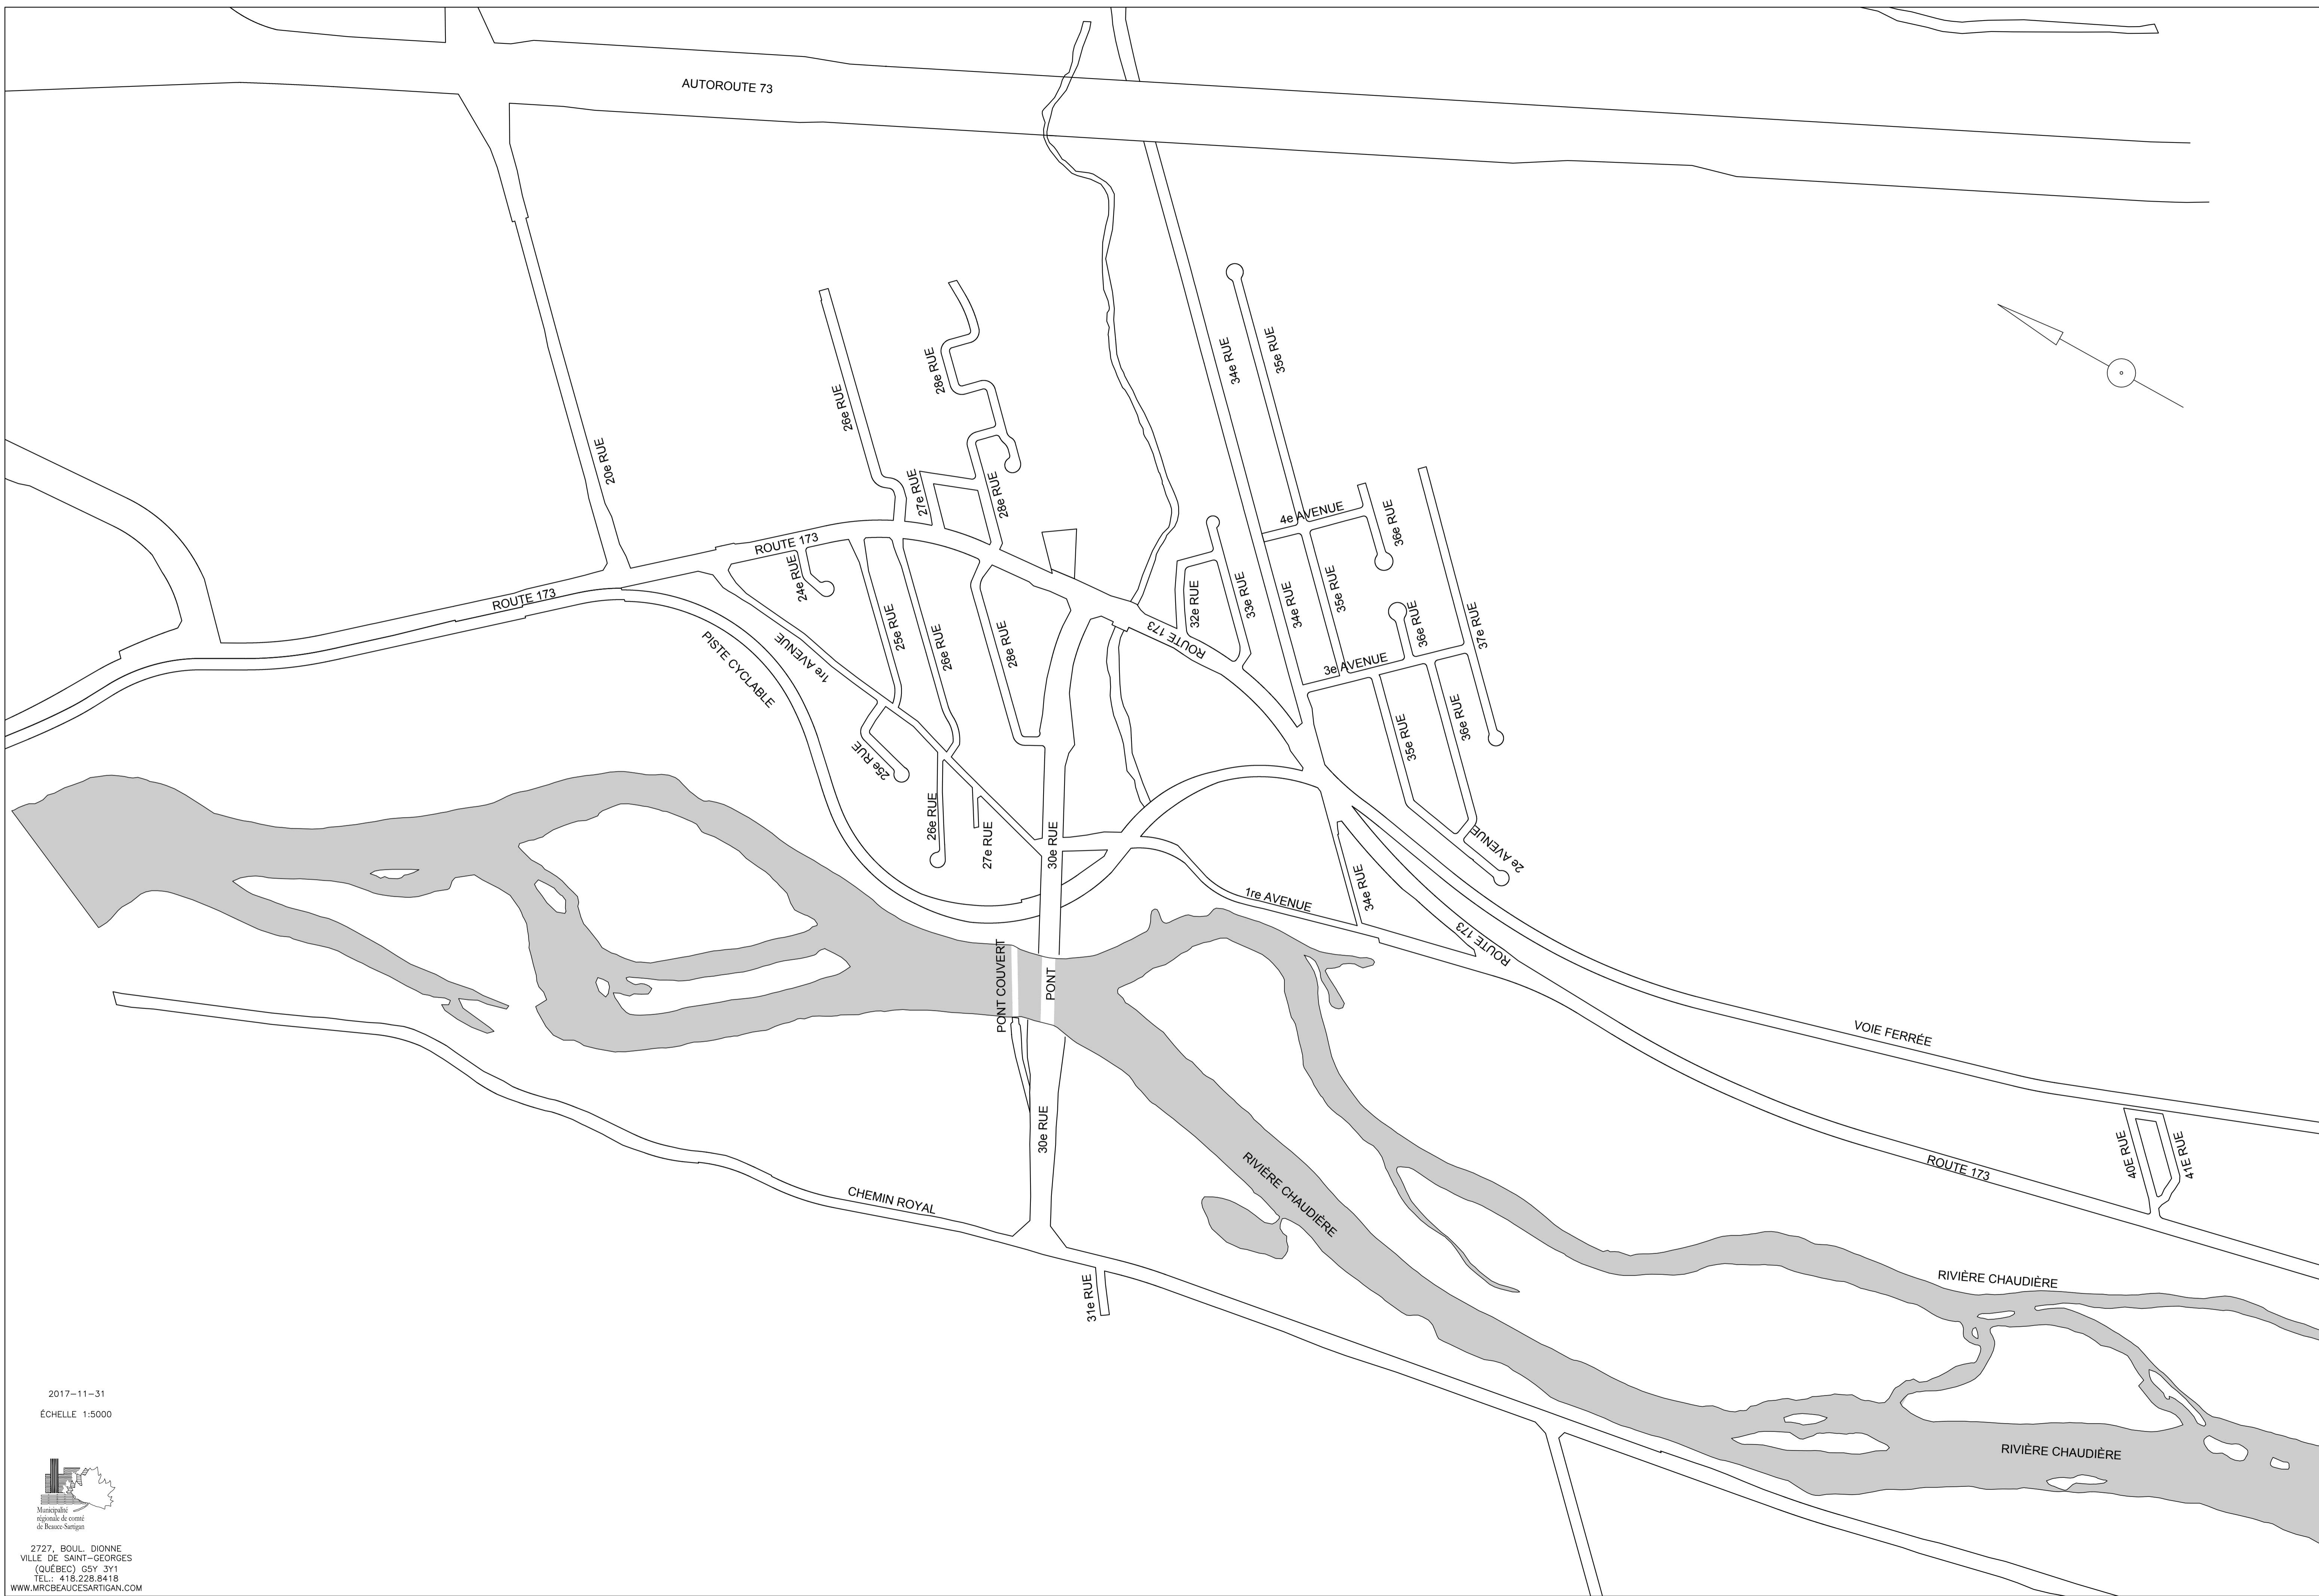 AUTOROUTE 73
34e RUE
35e RUE
28e RUE
26e RUE
20e RUE
27e RUE
28e RUE
4e AVENUE
36e RUE
ROUTE 173
24e RUE
ROUTE 173
32e RUE
33e RUE
34e RUE
35e RUE
25e RUE
26e RUE
28e RUE
ROUTE 173
36e RUE
37e RUE
3e AVENUE
1re AVENUE
PISTE CYCLABLE
25e RUE
35e RUE
36e RUE
26e RUE
27e RUE
30e RUE
2e AVENUE
34e RUE
1re AVENUE
ROUTE 173
PONT COUVERT
PONT
VOIE FERRÉE
30e RUE
40E RUE
41E RUE
ROUTE 173
CHEMIN ROYAL
RIVIÈRE CHAUDIÈRE
31e RUE
RIVIÈRE CHAUDIÈRE
RIVIÈRE CHAUDIÈRE
2017-11-31
ÉCHELLE 1:5000
Municipalité
régionale de comté
de Beauce-Sartigan
2727, BOUL. DIONNE
VILLE DE SAINT-GEORGES
(QUÉBEC) G5Y 3Y1
TEL.: 418.228.8418
WWW.MRCBEAUCESARTIGAN.COM